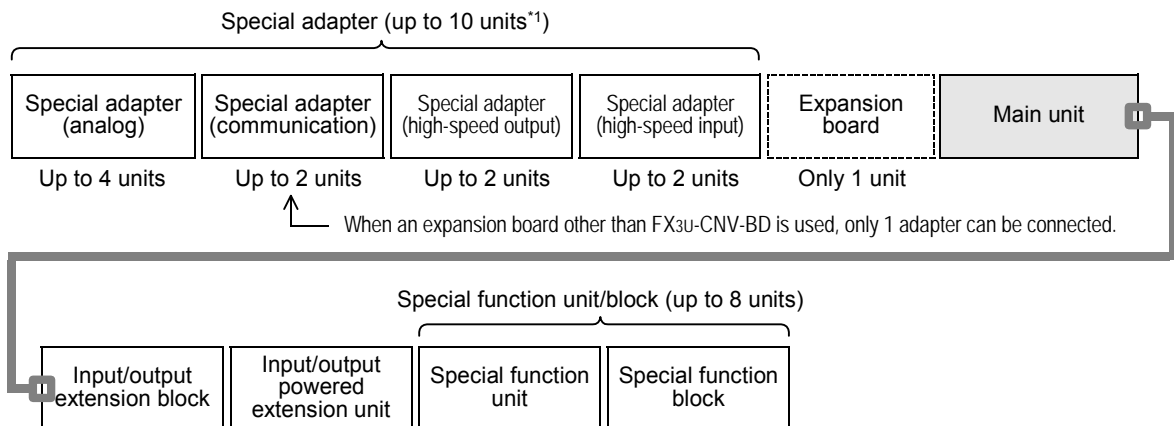 Special adapter (up to 10 units*1)
Special adapter
(analog)
Special adapter
(communication)
Special adapter
(high-speed output)
Special adapter
(high-speed input)
Expansion
board
Main unit
Up to 4 units
Up to 2 units
Up to 2 units
Up to 2 units
Only 1 unit
When an expansion board other than FX3U-CNV-BD is used, only 1 adapter can be connected.
Special function unit/block (up to 8 units)
Input/output
extension block
Input/output
powered
extension unit
Special function
unit
Special function
block